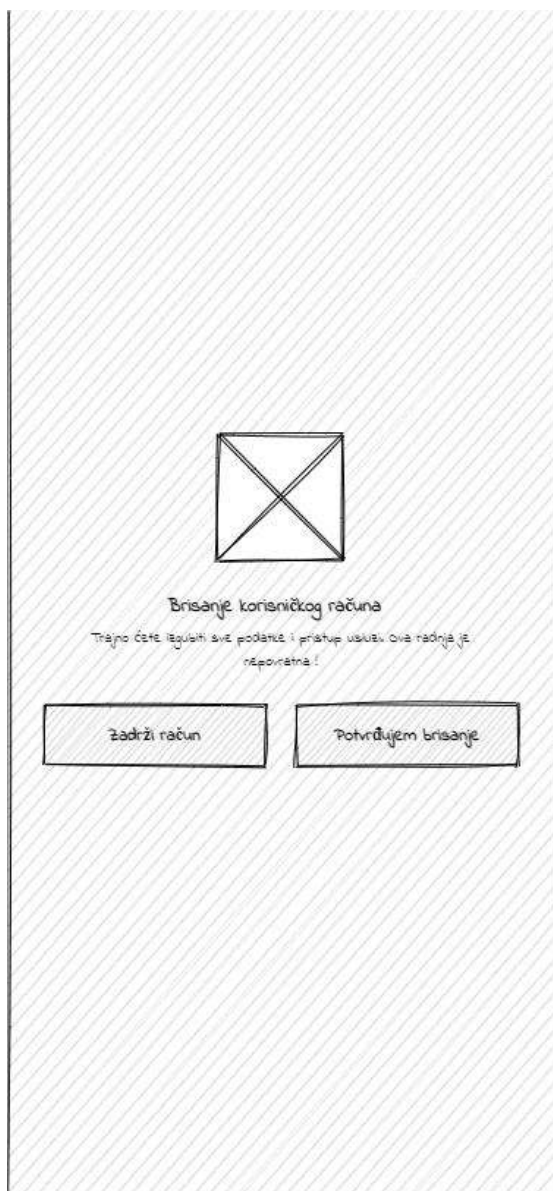 Brisanje korisničkog računa
Trajno ćete izgubiti sve podatke i pristup usluzi. Ova radnja je
nepovratna !
Zadrži račun
Potvrđujem brisanje